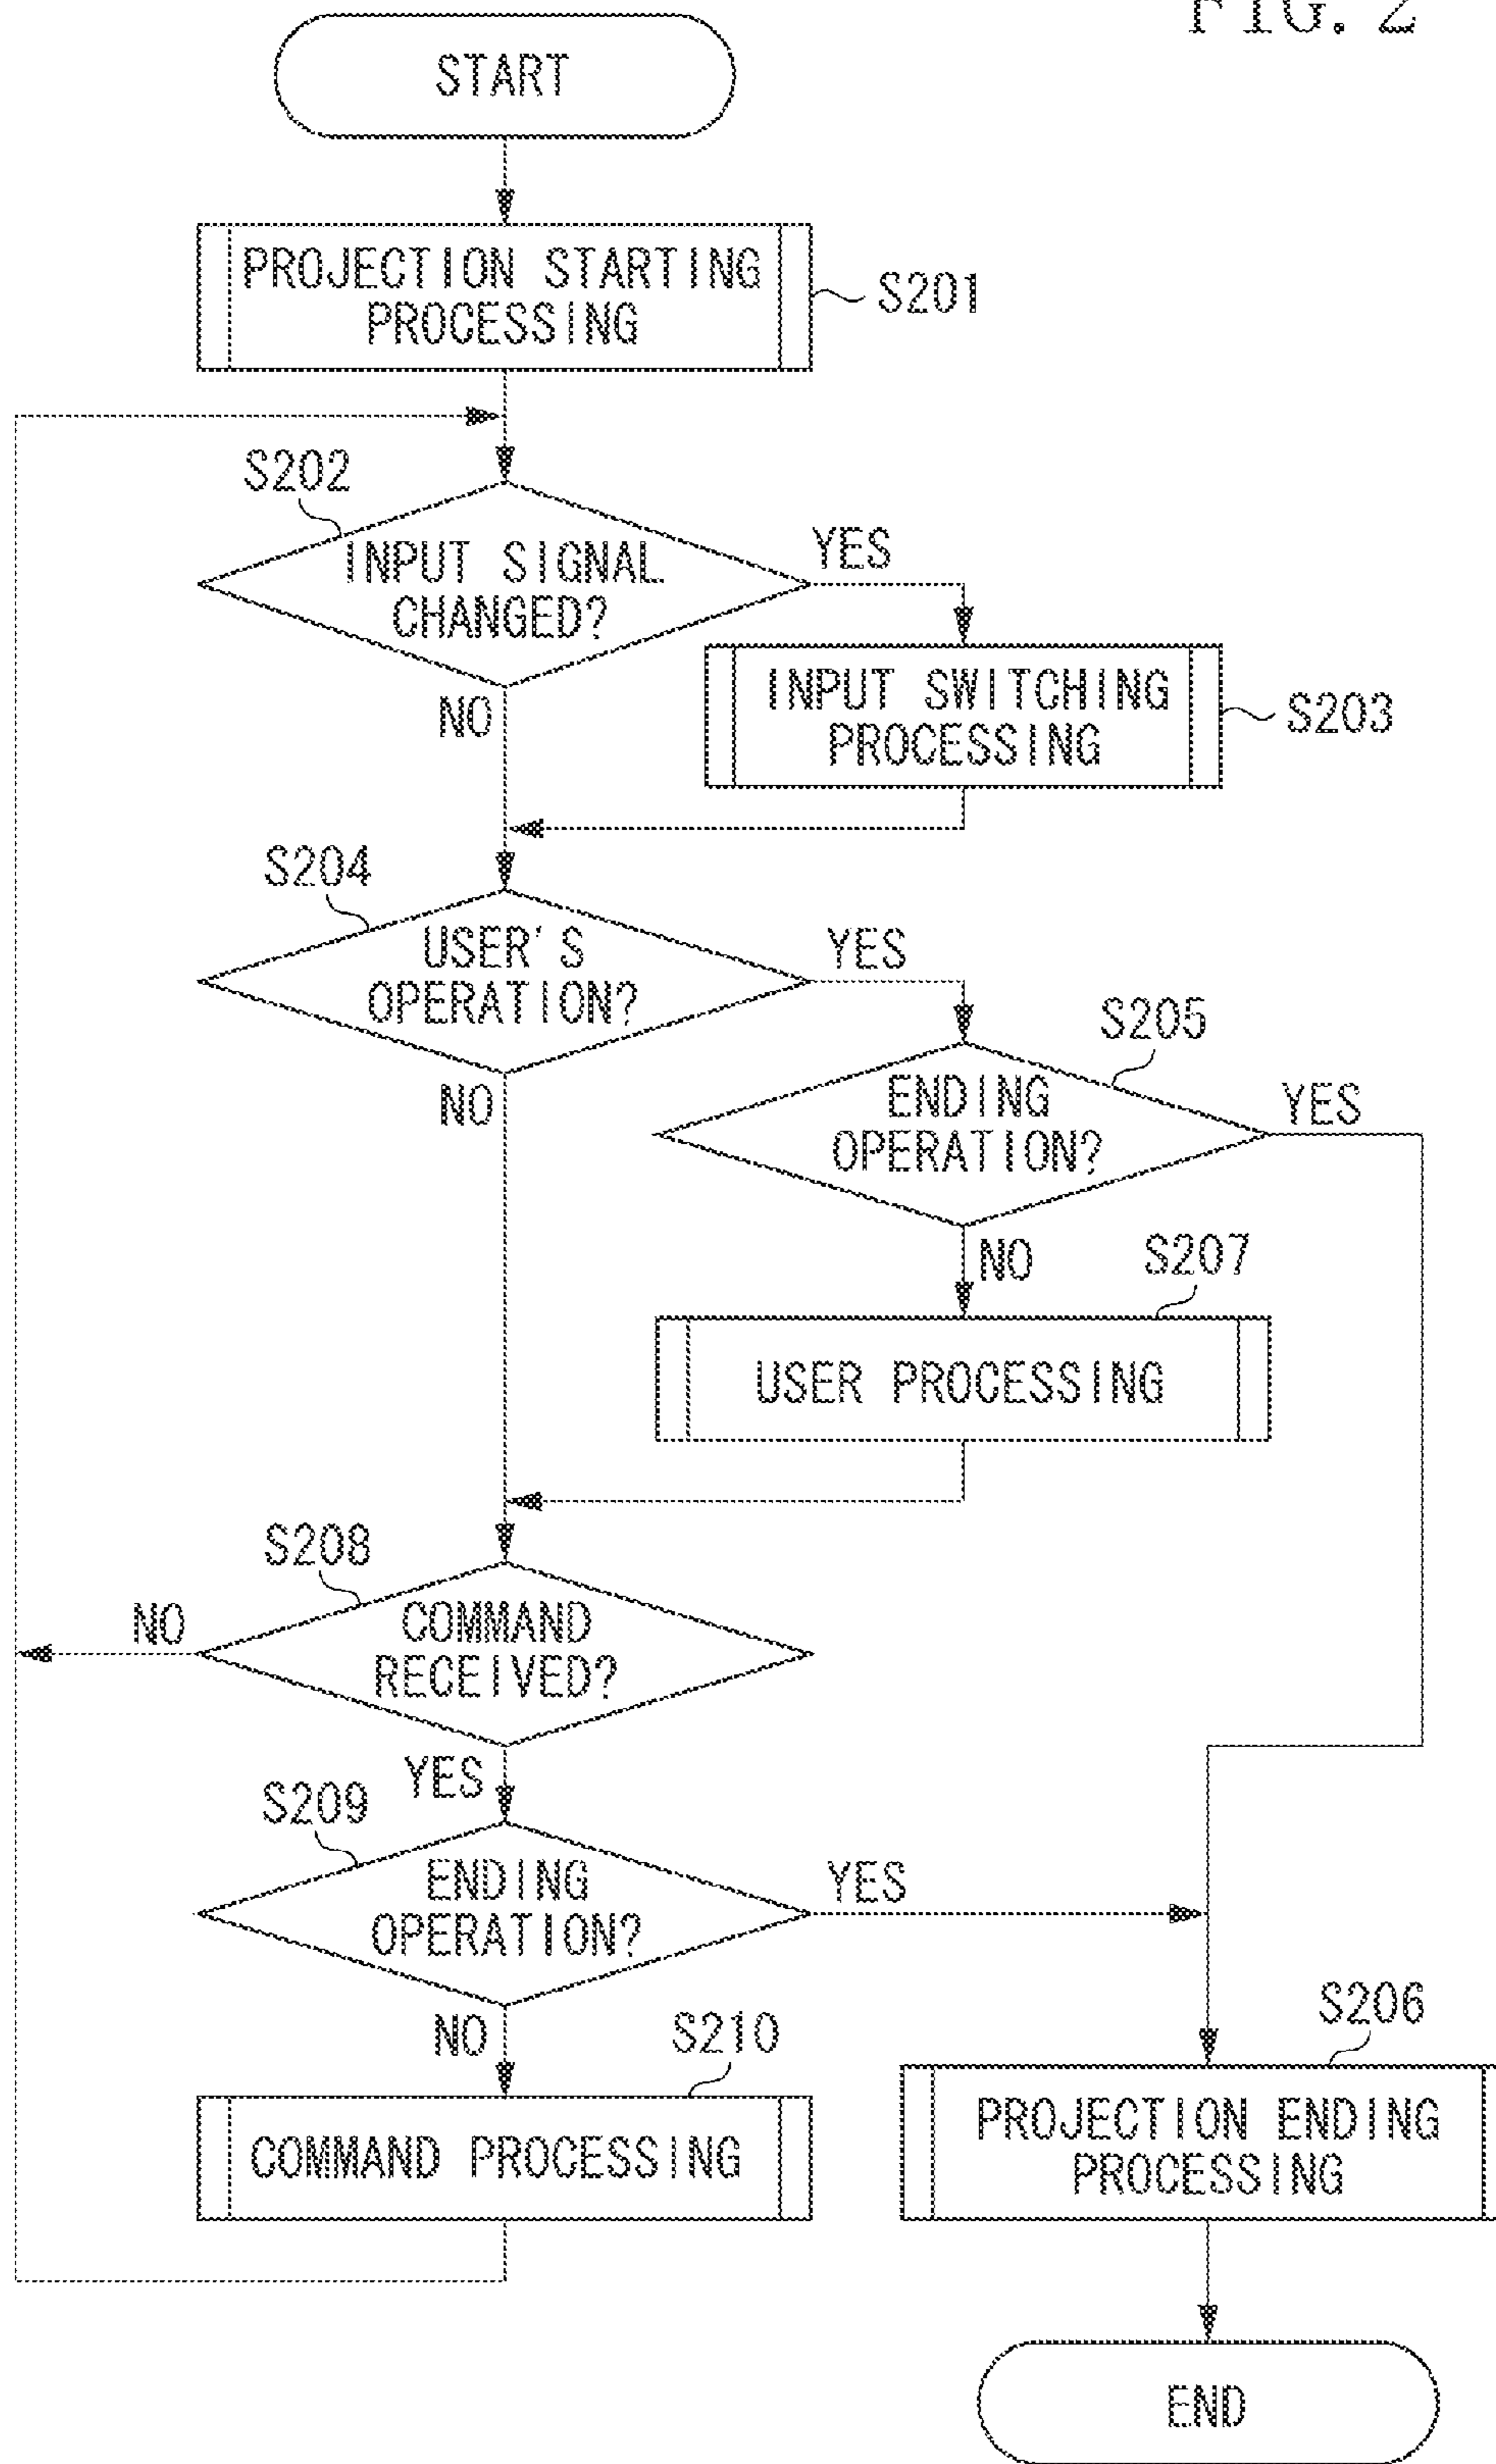 FIG. 2
START
PROJECTION STARTING
PROCESSING
S201
S202
INPUT SIGNAL
CHANGED?
YES
NO
INPUT SWITCHING
PROCESSING
S203
S204
USER'S
OPERATION?
YES
NO
S205
ENDING
OPERATION?
YES
NO
S207
USER PROCESSING
S208
COMMAND
RECEIVED?
NO
YES
S209
ENDING
OPERATION?
YES
NO
S210
COMMAND PROCESSING
S206
PROJECTION ENDING
PROCESSING
END